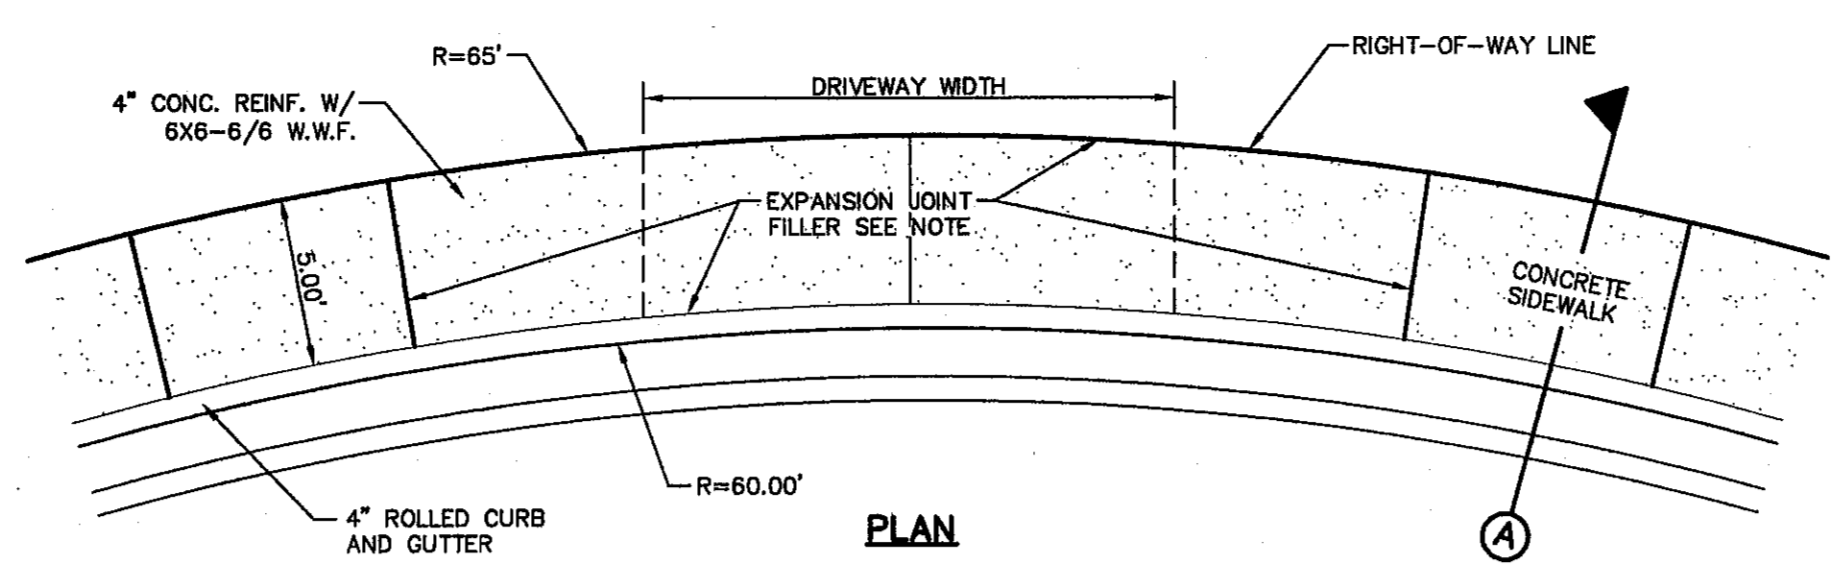 R=65'
RIGHT-OF-WAY LINE
DRIVEWAY WIDTH
4" CONC. REINF. W/
6X6-6/6 W.W.F.
EXPANSION JOINT
FILLER SEE NOTE
5.00'
CONCRETE
SIDEWALK
R=60.00'
4" ROLLED CURB
AND GUTTER
PLAN
A